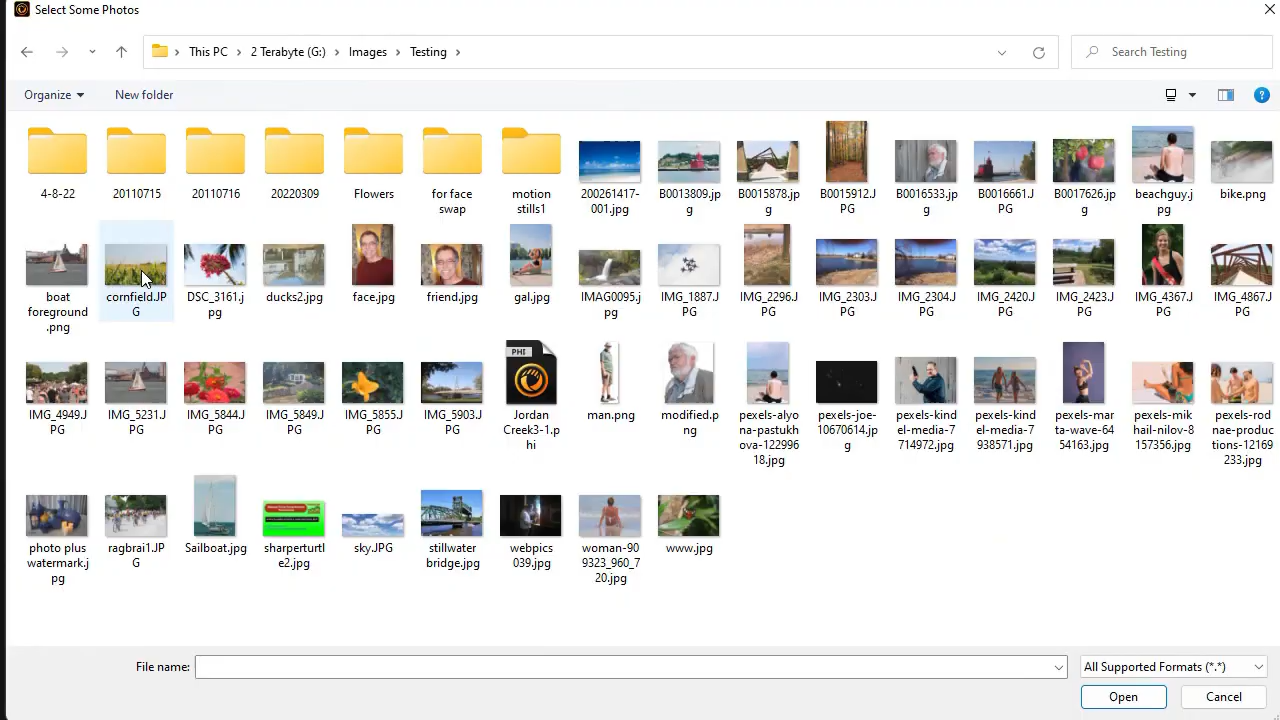 Select Some Photos
This PC
2 Terabyte (G:)
Images
Testing
Search Testing
Organize
New folder
4-8-22
20110715
20110716
20220309
Flowers
for face
swap
motion
stills1
200261417-
001.jpg
B0013809.jp
g
B0015878.jp
g
B0015912.J
PG
B0016533.jp
g
B0016661.J
PG
B0017626.jp
g
beachguy.j
pg
bike.png
boat
foreground
.png
cornfield.JP
G
DSC_3161.j
pg
ducks2.jpg
face.jpg
friend.jpg
gal.jpg
IMAG0095.j
pg
IMG_1887.J
PG
IMG_2296.J
PG
IMG_2303.J
PG
IMG_2304.J
PG
IMG_2420.J
PG
IMG_2423.J
PG
IMG_4367.J
PG
IMG_4867.J
PG
IMG_4949.J
PG
IMG_5231.J
PG
IMG_5844.J
PG
IMG_5849.J
PG
IMG_5855.J
PG
IMG_5903.J
PG
PHI
Jordan
Creek3-1.p
hi
man.png
modified.p
ng
pexels-alyo
na-pastukh
ova-122996
18.jpg
pexels-joe-
10670614.jp
g
pexels-kind
el-media-7
714972.jpg
pexels-kind
el-media-7
938571.jpg
pexels-mar
ta-wave-64
54163.jpg
pexels-mik
hail-nilov-8
157356.jpg
pexels-rod
nae-produc
tions-12169
233.jpg
photo plus
watermark.j
pg
ragbrai1.JP
G
Sailboat.jpg
sharperturtl
e2.jpg
sky.JPG
stillwater
bridge.jpg
webpics
039.jpg
woman-90
9323_960_7
20.jpg
www.jpg
File name:
All Supported Formats (*.*)
Open
Cancel